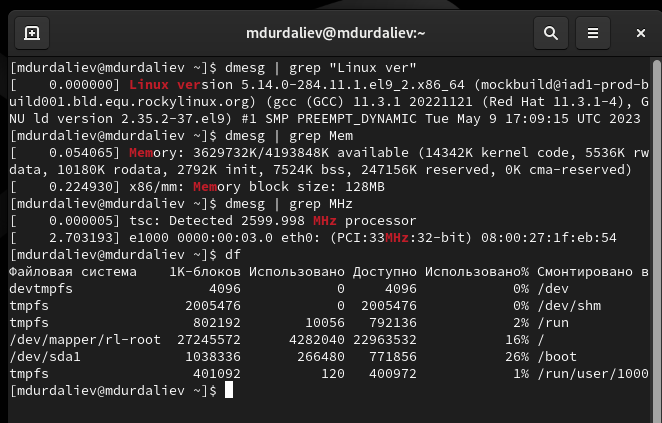 mdurdaliev@mdurdaliev:~
[mdurdaliev@mdurdaliev ~]$ dmesg | grep "Linux ver"
[    0.000000] Linux version 5.14.0-284.11.1.el9_2.x86_64 (mockbuild@iad1-prod-b
uild001.bld.equ.rockylinux.org) (gcc (GCC) 11.3.1 20221121 (Red Hat 11.3.1-4), G
NU ld version 2.35.2-37.el9) #1 SMP PREEMPT_DYNAMIC Tue May 9 17:09:15 UTC 2023
[mdurdaliev@mdurdaliev ~]$ dmesg | grep Mem
[    0.054065] Memory: 3629732K/4193848K available (14342K kernel code, 5536K rw
data, 10180K rodata, 2792K init, 7524K bss, 247156K reserved, 0K cma-reserved)
[    0.224930] x86/mm: Memory block size: 128MB
[mdurdaliev@mdurdaliev ~]$ dmesg | grep MHz
[    0.000005] tsc: Detected 2599.998 MHz processor
[    2.703193] e1000 0000:00:03.0 eth0: (PCI:33MHz:32-bit) 08:00:27:1f:eb:54
[mdurdaliev@mdurdaliev ~]$ df
Файловая система    1K-блоков Использовано Доступно Использовано% Смонтировано в
devtmpfs                 4096            0     4096            0% /dev
tmpfs                 2005476            0  2005476            0% /dev/shm
tmpfs                  802192        10056   792136            2% /run
/dev/mapper/rl-root  27245572      4282040 22963532           16% /
/dev/sda1             1038336       266480   771856           26% /boot
tmpfs                  401092          120   400972            1% /run/user/1000
[mdurdaliev@mdurdaliev ~]$